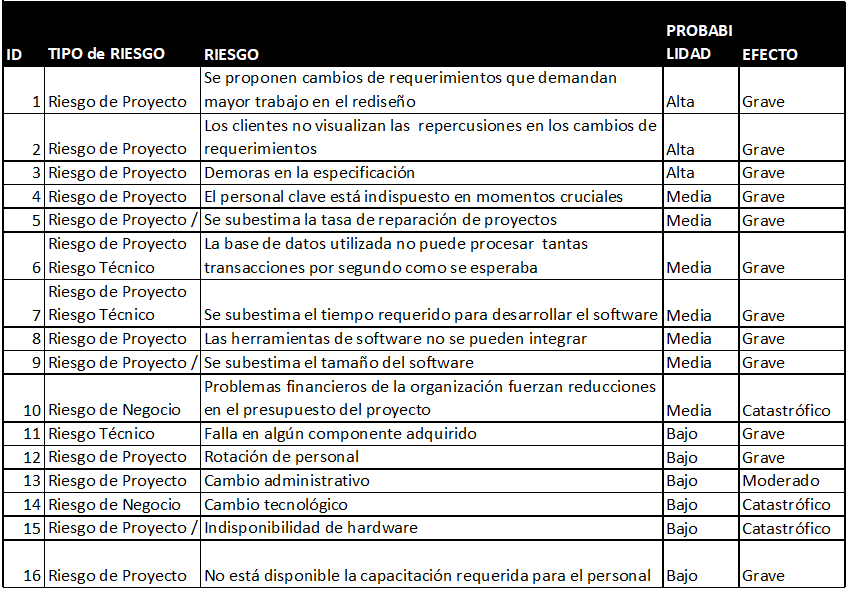 ID TIPO de RIESGO RIESGO PROBABI
LIDAD EFECTO
1 Riesgo de Proyecto Se proponen cambios de requerimientos que demandan
mayor trabajo en el rediseño Alta Grave
2 Riesgo de Proyecto Los clientes no visualizan las repercusiones en los cambios de
requerimientos Alta Grave
3 Riesgo de Proyecto Demoras en la especificación Alta Grave
4 Riesgo de Proyecto El personal clave está indispuesto en momentos cruciales Media Grave
5 Riesgo de Proyecto / Se subestima la tasa de reparación de proyectos Media Grave
Riesgo de Proyecto La base de datos utilizada no puede procesar tantas
6 Riesgo Técnico transacciones por segundo como se esperaba Media Grave
Riesgo de Proyecto
7 Riesgo Técnico Se subestima el tiempo requerido para desarrollar el software Media Grave
8 Riesgo de Proyecto Las herramientas de software no se pueden integrar Media Grave
9 Riesgo de Proyecto / Se subestima el tamaño del software Media Grave
Problemas financieros de la organización fuerzan reducciones
10 Riesgo de Negocio en el presupuesto del proyecto Media Catastrófico
11 Riesgo Técnico Falla en algún componente adquirido Bajo Grave
12 Riesgo de Proyecto Rotación de personal Bajo Grave
13 Riesgo de Proyecto Cambio administrativo Bajo Moderado
14 Riesgo de Negocio Cambio tecnológico Bajo Catastrófico
15 Riesgo de Proyecto / Indisponibilidad de hardware Bajo Catastrófico
16 Riesgo de Proyecto No está disponible la capacitación requerida para el personal Bajo Grave